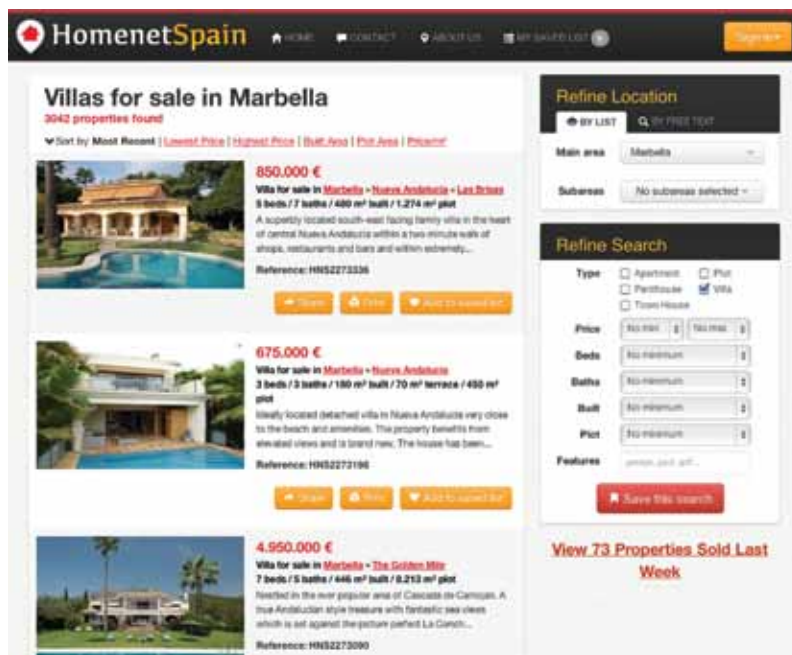 HomenetSpain
HOME
CONTACT
ABOUT US
MY SAVED LIST
Sign in
Villas for sale in Marbella
3042 properties found
Sort by Most Recent | Lowest Price | Highest Price | Built Area | Plot Area | Price/m²
850.000 €
Villa for sale in Marbella - Nueva Andalucia - Las Brisas
5 beds / 7 baths / 480 m² built / 1.274 m² plot
A superbly located south-east facing family villa in the heart
of central Nueva Andalucia within a two minute walk of
shops, restaurants and bars and within extremely...
Reference: HNS2273336
Share
Print
Add to saved list
675.000 €
Villa for sale in Marbella - Nueva Andalucia
3 beds / 3 baths / 180 m² built / 70 m² terrace / 450 m²
plot
Ideally located detached villa in Nueva Andalucia very close
to the beach and amenities. The property benefits from
elevated views and is brand new. The house has been...
Reference: HNS2273198
Share
Print
Add to saved list
4.950.000 €
Villa for sale in Marbella - The Golden Mile
7 beds / 5 baths / 446 m² built / 8.213 m² plot
Nestled in the ever popular area of Cascada de Camojan. A
true Andalucian style treasure with fantastic sea views
which is set against the picture perfect La Conch...
Reference: HNS2273090
Refine Location
BY LIST
BY FREE TEXT
Main area
Marbella
Subareas
No subareas selected
Refine Search
Type
Apartment
Plot
Penthouse
Villa
Town House
Price
No min
No max
Beds
No minimum
Baths
No minimum
Built
No minimum
Plot
No minimum
Features
Save this search
View 73 Properties Sold Last
Week